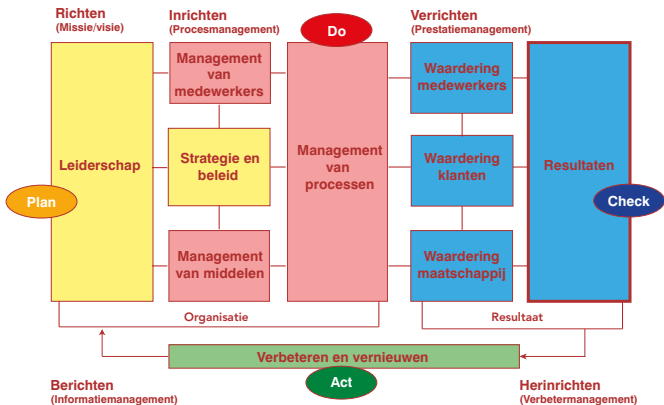 Richten
(Missie/visie)
Inrichten
(Procesmanagement)
Do
Verrichten
(Prestatiemanagement)
Management
van
medewerkers
Waardering
medewerkers
Leiderschap
Strategie en
beleid
Management
van
processen
Waardering
klanten
Resultaten
Plan
Check
Management
van middelen
Waardering
maatschappij
Organisatie
Resultaat
Verbeteren en vernieuwen
Act
Berichten
(Informatiemanagement)
Herinrichten
(Verbetermanagement)